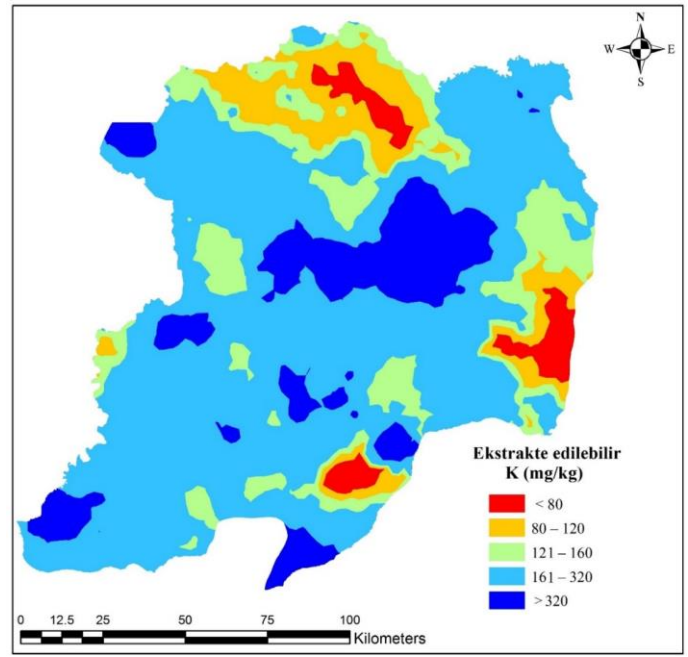 N
W E
S
Ekstrakte edilebilir
K (mg/kg)
< 80
80 – 120
121 – 160
161 – 320
> 320
0 12.5 25 50 75 100
Kilometers